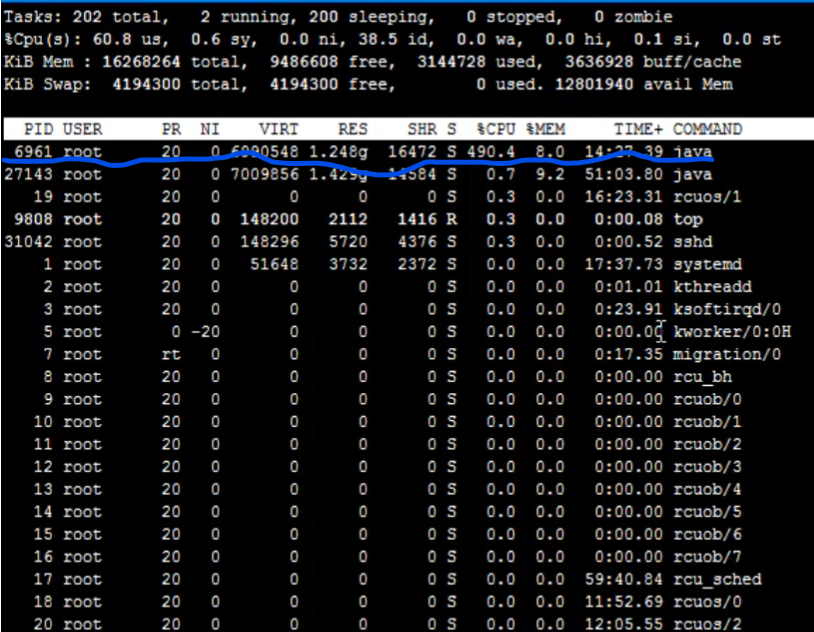 Tasks: 202 total, 2 running, 200 sleeping, 0 stopped, 0 zombie
%Cpu(s): 60.8 us, 0.6 sy, 0.0 ni, 38.5 id, 0.0 wa, 0.0 hi, 0.1 si, 0.0 st
KiB Mem : 16268264 total, 9486608 free, 3144728 used, 3636928 buff/cache
KiB Swap: 4194300 total, 4194300 free, 0 used. 12801940 avail Mem
PID USER PR NI VIRT RES SHR S %CPU %MEM TIME+ COMMAND
6961 root 20 0 6990548 1.248g 16472 S 490.4 8.0 14:27.39 java
27143 root 20 0 7009856 1.429g 14584 S 0.7 9.2 51:03.80 java
19 root 20 0 0 0 0 S 0.3 0.0 16:23.31 rcuos/1
9808 root 20 0 148200 2112 1416 R 0.3 0.0 0:00.08 top
31042 root 20 0 148296 5720 4376 S 0.3 0.0 0:00.52 sshd
1 root 20 0 51648 3732 2372 S 0.0 0.0 17:37.73 systemd
2 root 20 0 0 0 0 S 0.0 0.0 0:01.01 kthreadd
3 root 20 0 0 0 0 S 0.0 0.0 0:23.91 ksoftirqd/0
5 root 0 -20 0 0 0 S 0.0 0.0 0:00.00 kworker/0:0H
7 root rt 0 0 0 0 S 0.0 0.0 0:17.35 migration/0
8 root 20 0 0 0 0 S 0.0 0.0 0:00.00 rcu_bh
9 root 20 0 0 0 0 S 0.0 0.0 0:00.00 rcuob/0
10 root 20 0 0 0 0 S 0.0 0.0 0:00.00 rcuob/1
11 root 20 0 0 0 0 S 0.0 0.0 0:00.00 rcuob/2
12 root 20 0 0 0 0 S 0.0 0.0 0:00.00 rcuob/3
13 root 20 0 0 0 0 S 0.0 0.0 0:00.00 rcuob/4
14 root 20 0 0 0 0 S 0.0 0.0 0:00.00 rcuob/5
15 root 20 0 0 0 0 S 0.0 0.0 0:00.00 rcuob/6
16 root 20 0 0 0 0 S 0.0 0.0 0:00.00 rcuob/7
17 root 20 0 0 0 0 S 0.0 0.0 59:40.84 rcu_sched
18 root 20 0 0 0 0 S 0.0 0.0 11:52.69 rcuos/0
20 root 20 0 0 0 0 S 0.0 0.0 12:05.55 rcuos/2